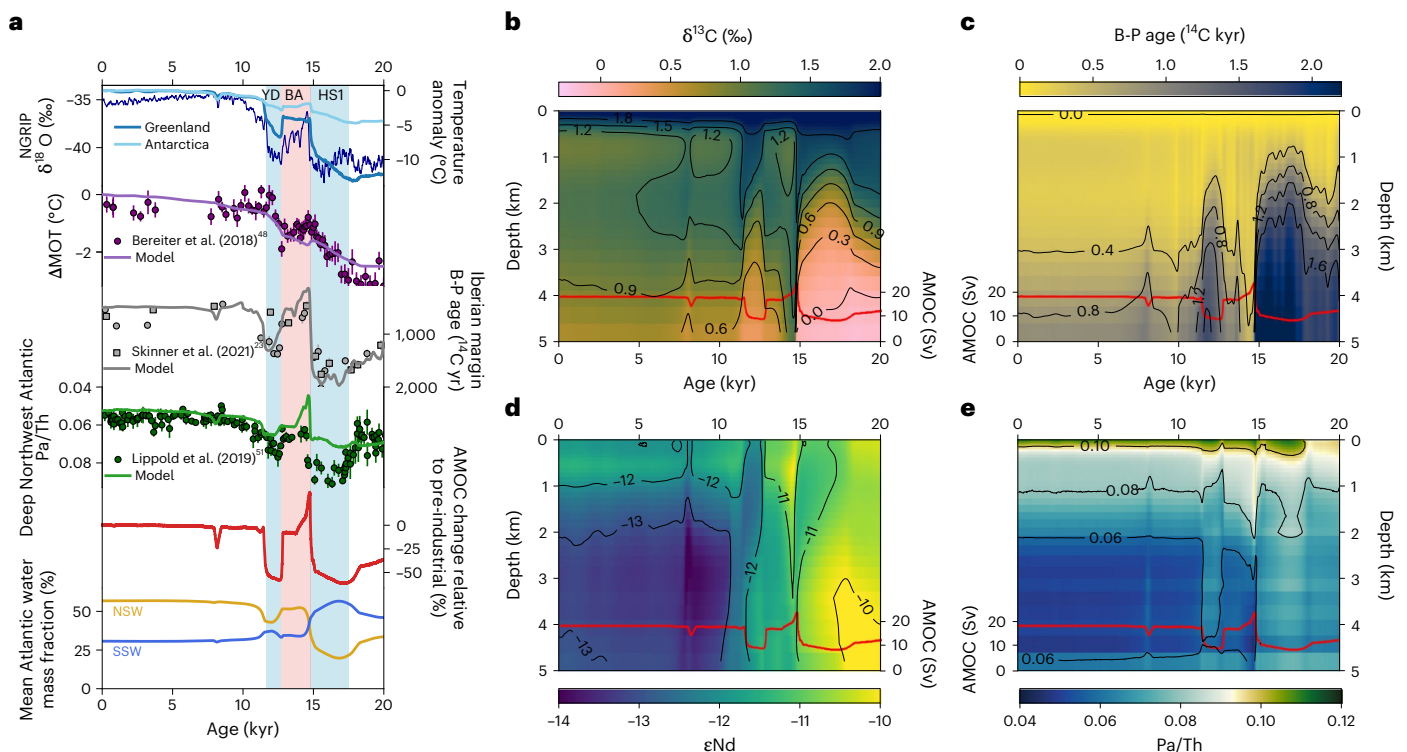 a
0 5 10 15 20
YD BA HS1
NGRIP
δ18 O (‰)
−35
−40
Greenland
Antarctica
0
−5
−10
Temperature
anomaly (°C)
ΔMOT (°C)
0
−2
Bereiter et al. (2018)48
Model
Iberian margin
B-P age (14C yr)
1,000
2,000
Skinner et al. (2021)23
Model
Deep Northwest Atlantic
Pa/Th
0.04
0.06
0.08
Lippold et al. (2019)51
Model
AMOC change relative
to pre-industrial (%)
0
−25
−50
Mean Atlantic water
mass fraction (%)
50
25
0
NSW
SSW
0 5 10 15 20
Age (kyr)
b
δ13C (‰)
0 0.5 1.0 1.5 2.0
Depth (km)
0
1
2
3
4
5
1.8
1.2
1.5
1.2
1.2
0.6
0.3
0.9
0.9
0.6
0.0
AMOC (Sv)
20
10
0
0 5 10 15 20
Age (kyr)
c
B-P age (14C kyr)
0 0.5 1.0 1.5 2.0
0.0
0.4
0.8
0.8
1.2
1.2
0.8
1.6
Depth (km)
0
1
2
3
4
5
AMOC (Sv)
20
10
0
0 5 10 15 20
Age (kyr)
d
0 5 10 15 20
Depth (km)
0
1
2
3
4
5
−12
−12
−11
−11
−13
−12
−10
−13
AMOC (Sv)
20
10
0
−14 −13 −12 −11 −10
εNd
e
0 5 10 15 20
0.10
0.08
0.06
0.06
Depth (km)
0
1
2
3
4
5
AMOC (Sv)
20
10
0
0.04 0.06 0.08 0.10 0.12
Pa/Th